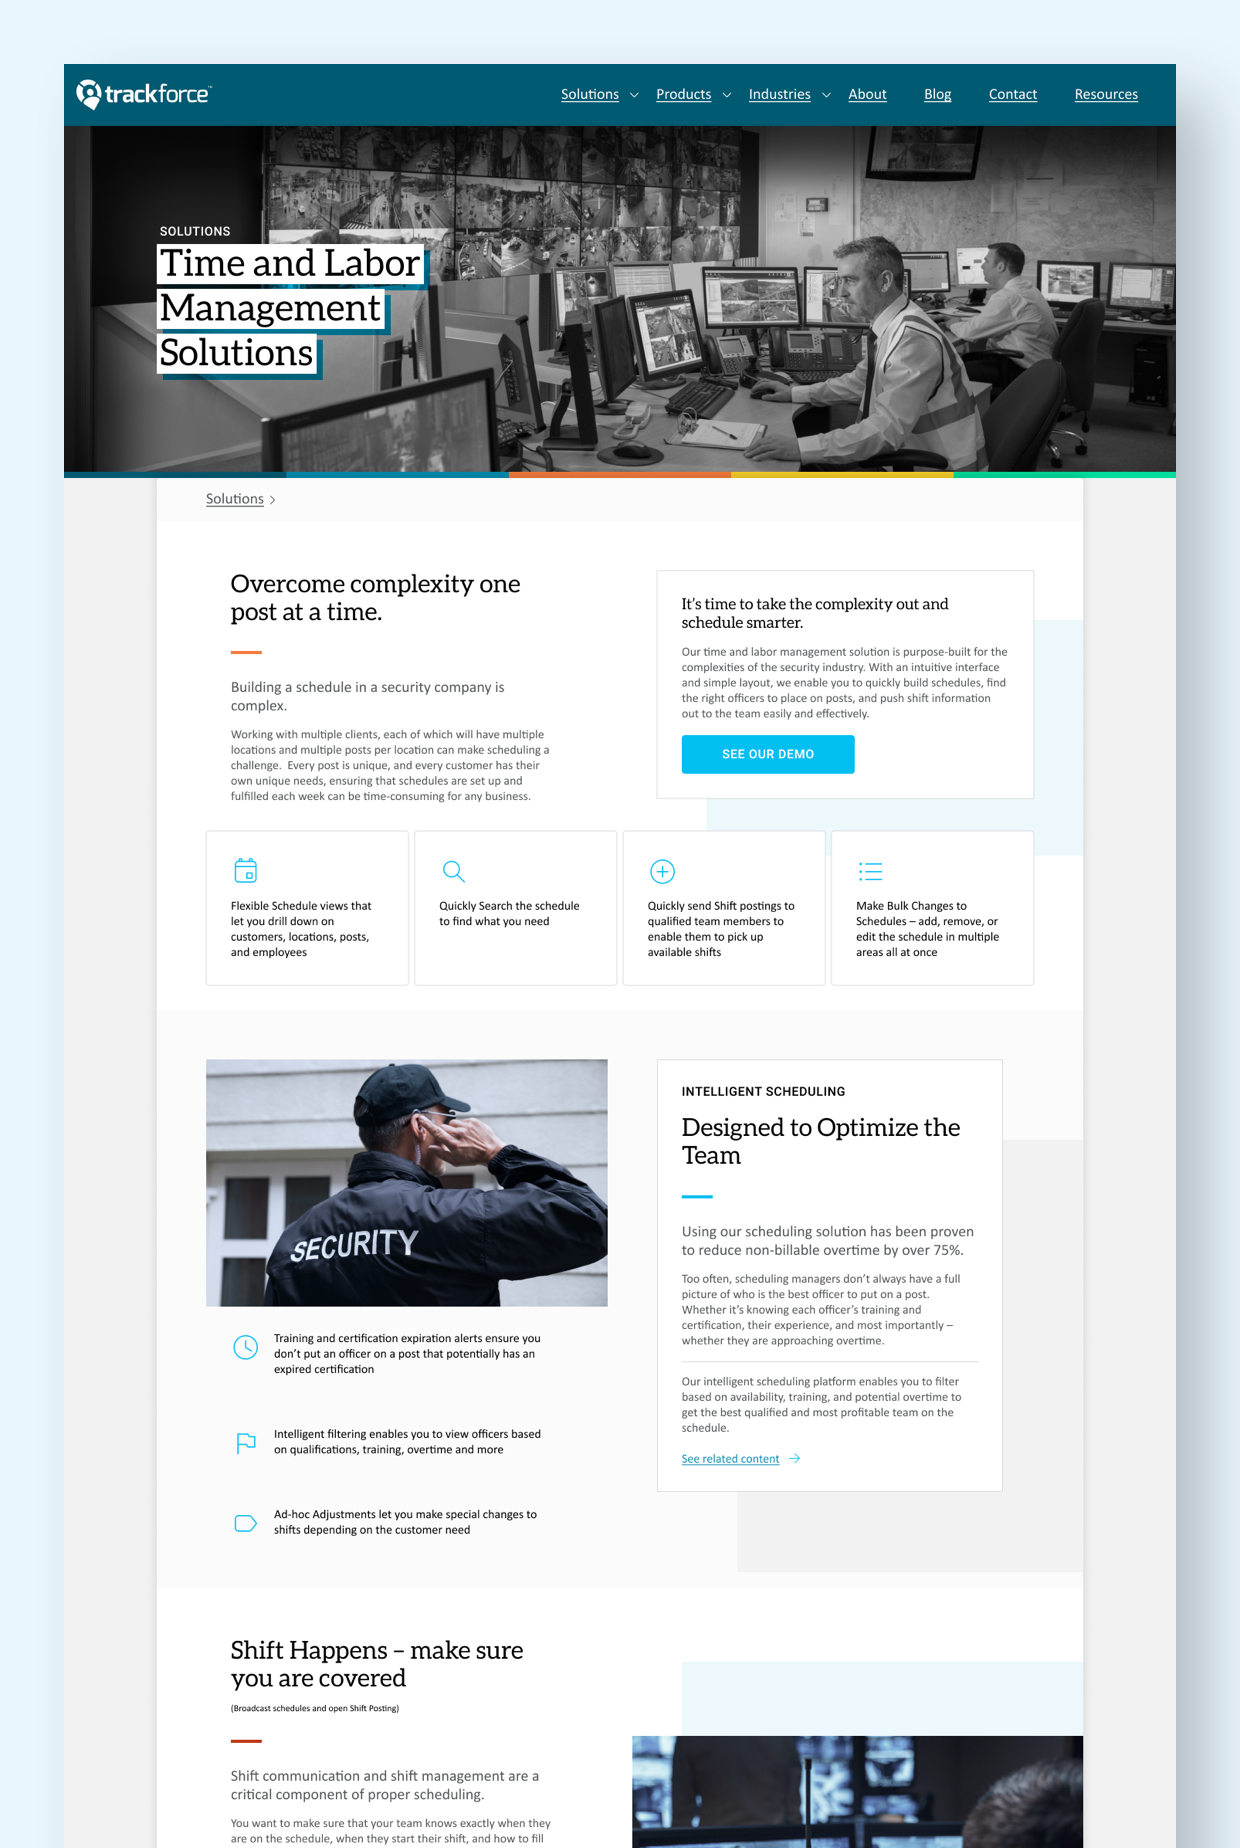 trackforce™
Solutions
Products
Industries
About
Blog
Contact
Resources
SOLUTIONS
Time and Labor
Management
Solutions
Solutions
Overcome complexity one
post at a time.
Building a schedule in a security company is
complex.
Working with multiple clients, each of which will have multiple
locations and multiple posts per location can make scheduling a
challenge.  Every post is unique, and every customer has their
own unique needs, ensuring that schedules are set up and
fulfilled each week can be time-consuming for any business.
It's time to take the complexity out and
schedule smarter.
Our time and labor management solution is purpose-built for the
complexities of the security industry. With an intuitive interface
and simple layout, we enable you to quickly build schedules, find
the right officers to place on posts, and push shift information
out to the team easily and effectively.
SEE OUR DEMO
Flexible Schedule views that
let you drill down on
customers, locations, posts,
and employees
Quickly Search the schedule
to find what you need
Quickly send Shift postings to
qualified team members to
enable them to pick up
available shifts
Make Bulk Changes to
Schedules – add, remove, or
edit the schedule in multiple
areas all at once
SECURITY
Training and certification expiration alerts ensure you
don't put an officer on a post that potentially has an
expired certification
Intelligent filtering enables you to view officers based
on qualifications, training, overtime and more
Ad-hoc Adjustments let you make special changes to
shifts depending on the customer need
INTELLIGENT SCHEDULING
Designed to Optimize the
Team
Using our scheduling solution has been proven
to reduce non-billable overtime by over 75%.
Too often, scheduling managers don't always have a full
picture of who is the best officer to put on a post.
Whether it's knowing each officer's training and
certification, their experience, and most importantly –
whether they are approaching overtime.
Our intelligent scheduling platform enables you to filter
based on availability, training, and potential overtime to
get the best qualified and most profitable team on the
schedule.
See related content
Shift Happens – make sure
you are covered
(Broadcast schedules and open Shift Posting)
Shift communication and shift management are a
critical component of proper scheduling.
You want to make sure that your team knows exactly when they
are on the schedule, when they start their shift, and how to fill